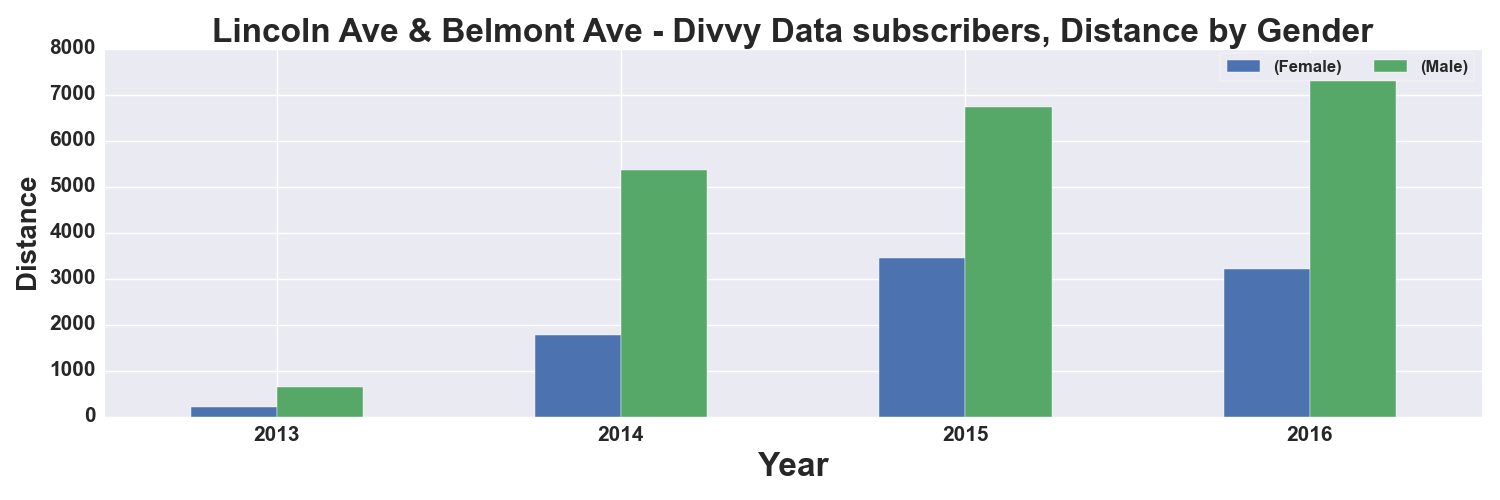 Lincoln Ave & Belmont Ave - Divvy Data subscribers, Distance by Gender
(Female) (Male)
Distance
8000
7000
6000
5000
4000
3000
2000
1000
0
2013 2014 2015 2016
Year